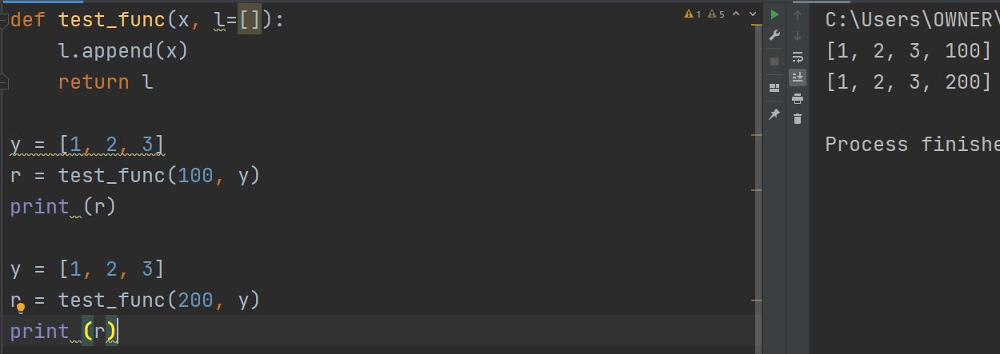 def test_func(x, l=[]):
    l.append(x)
    return l

y = [1, 2, 3]
r = test_func(100, y)
print (r)

y = [1, 2, 3]
r = test_func(200, y)
print (r)
1 5
C:\Users\OWNER\
[1, 2, 3, 100]
[1, 2, 3, 200]

Process finishe